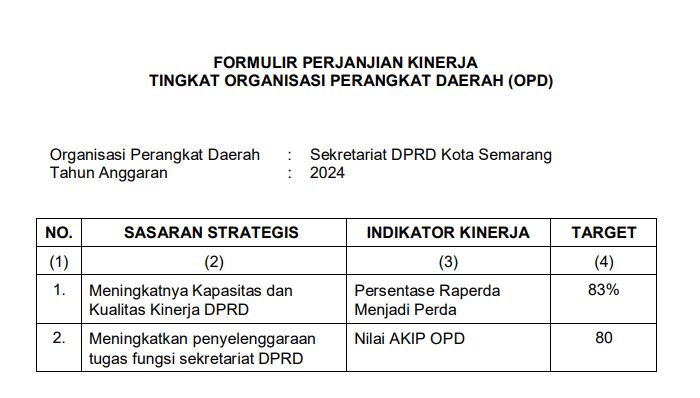 FORMULIR PERJANJIAN KINERJA
TINGKAT ORGANISASI PERANGKAT DAERAH (OPD)
Organisasi Perangkat Daerah : Sekretariat DPRD Kota Semarang
Tahun Anggaran : 2024
NO. SASARAN STRATEGIS INDIKATOR KINERJA TARGET
(1) (2) (3) (4)
1. Meningkatnya Kapasitas dan Persentase Raperda 83%
Kualitas Kinerja DPRD Menjadi Perda
2. Meningkatkan penyelenggaraan Nilai AKIP OPD 80
tugas fungsi sekretariat DPRD